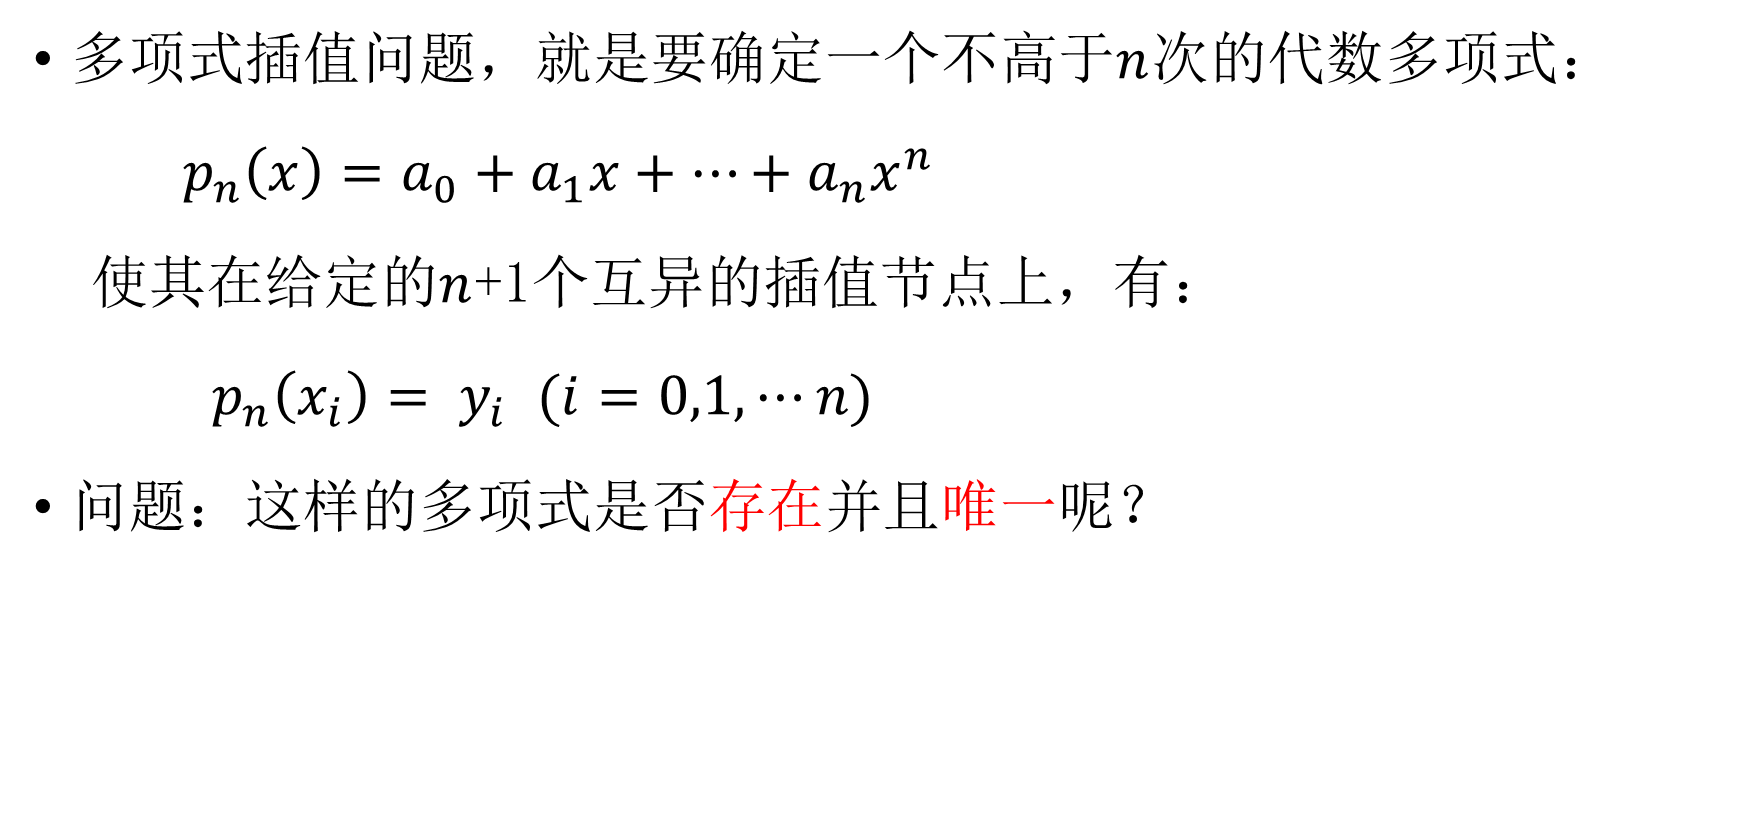 • 多项式插值问题，就是要确定一个不高于n次的代数多项式：
pₙ(x) = a₀ + a₁x + ⋯ + aₙxⁿ
使其在给定的n+1个互异的插值节点上，有：
pₙ(xᵢ) = yᵢ (i = 0,1,⋯ n)
• 问题：这样的多项式是否存在并且唯一呢？